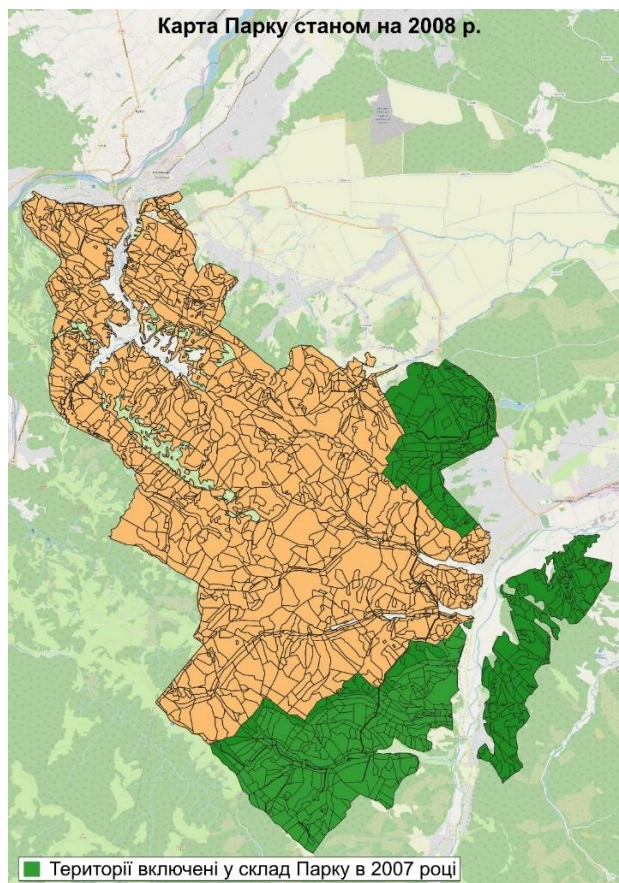 Карта Парку станом на 2008 р.
Території включені у склад Парку в 2007 році